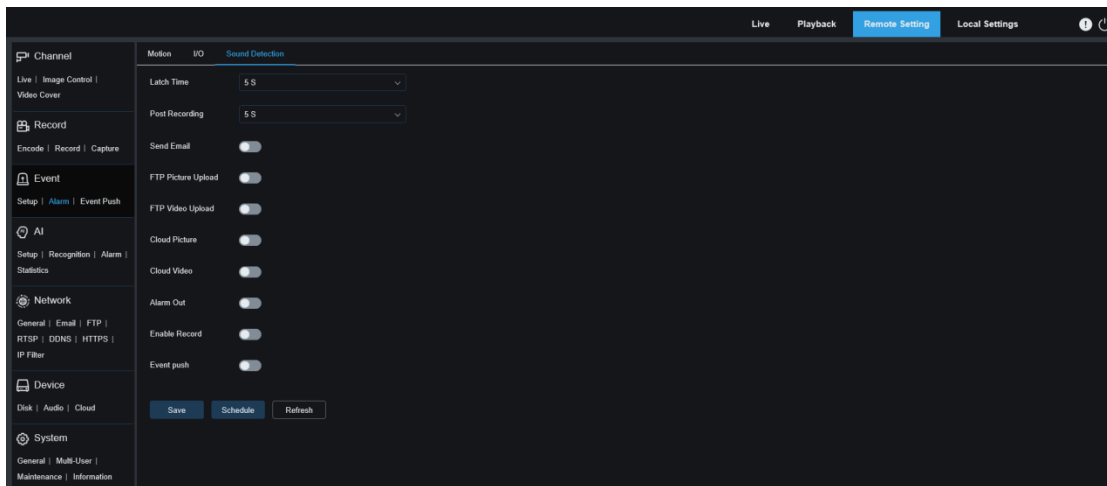 Live Playback Remote Setting Local Settings
Channel
Live | Image Control |
Video Cover
Record
Encode | Record | Capture
Event
Setup | Alarm | Event Push
AI
Setup | Recognition | Alarm |
Statistics
Network
General | Email | FTP |
RTSP | DDNS | HTTPS |
IP Filter
Device
Disk | Audio | Cloud
System
General | Multi-User |
Maintenance | Information
Motion I/O Sound Detection
Latch Time 5 S
Post Recording 5 S
Send Email
FTP Picture Upload
FTP Video Upload
Cloud Picture
Cloud Video
Alarm Out
Enable Record
Event push
Save Schedule Refresh